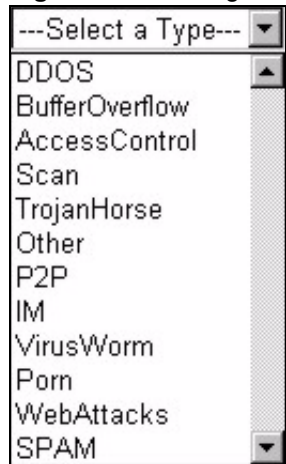 ---Select a Type---
DDOS
BufferOverflow
AccessControl
Scan
TrojanHorse
Other
P2P
IM
VirusWorm
Porn
WebAttacks
SPAM